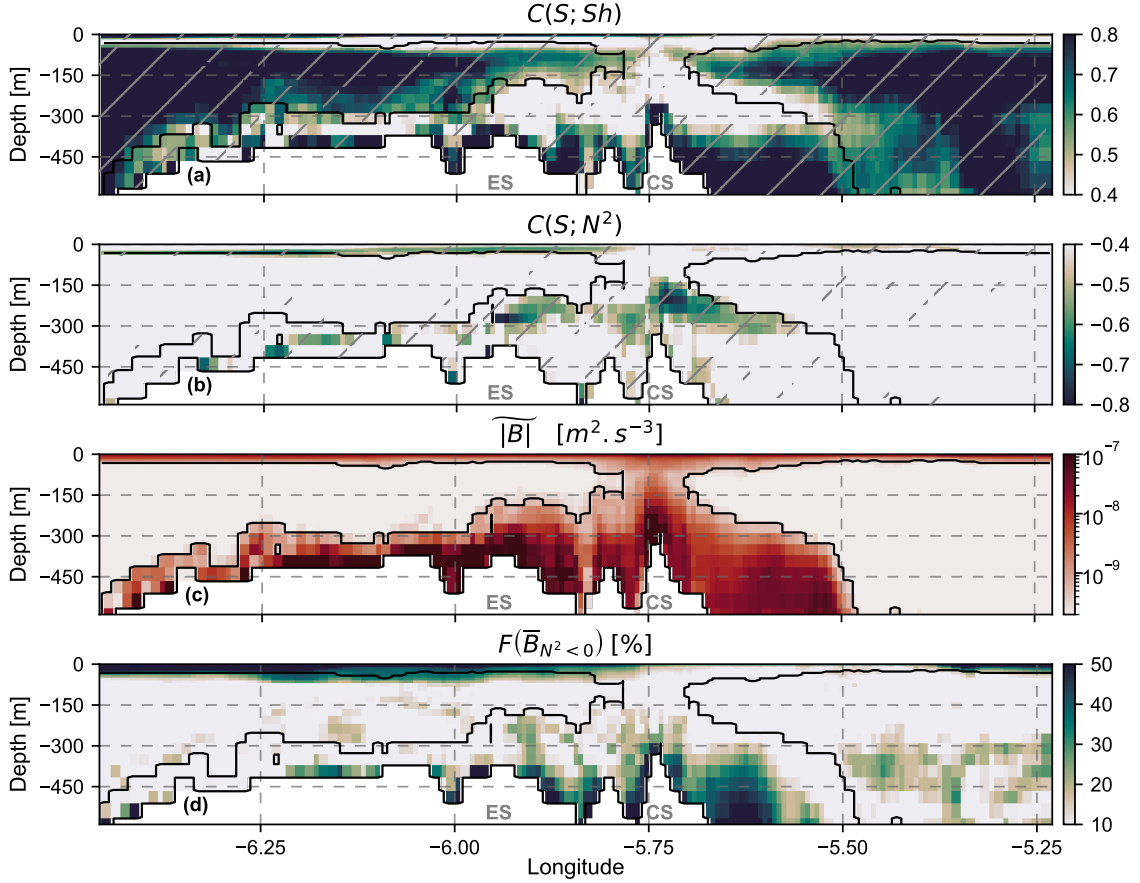 C(S; Sh)
0
−150
−300
−450
Depth [m]
(a)
ES
CS
0.8
0.7
0.6
0.5
0.4
C(S; N²)
0
−150
−300
−450
Depth [m]
(b)
ES
CS
−0.4
−0.5
−0.6
−0.7
−0.8
|B| [m².s⁻³]
0
−150
−300
−450
Depth [m]
(c)
ES
CS
10⁻⁷
10⁻⁸
10⁻⁹
F(B̅_{N²<0}) [%]
0
−150
−300
−450
Depth [m]
(d)
ES
CS
50
40
30
20
10
−6.25
−6.00
−5.75
−5.50
−5.25
Longitude